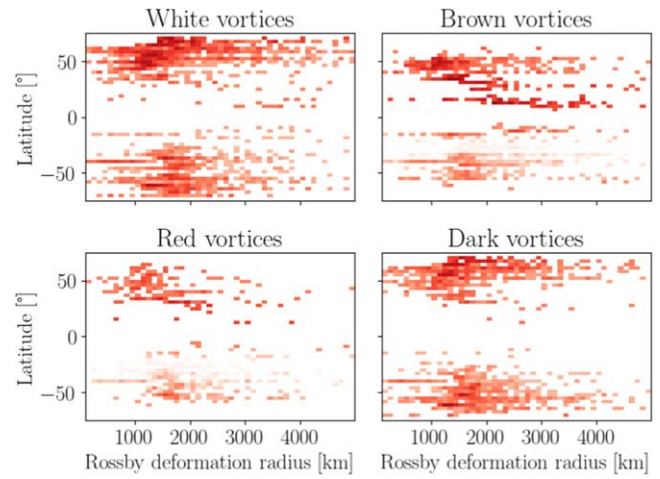 White vortices
Brown vortices
50
0
−50
Latitude [°]
Red vortices
Dark vortices
50
0
−50
Latitude [°]
1000 2000 3000 4000
1000 2000 3000 4000
Rossby deformation radius [km]
Rossby deformation radius [km]